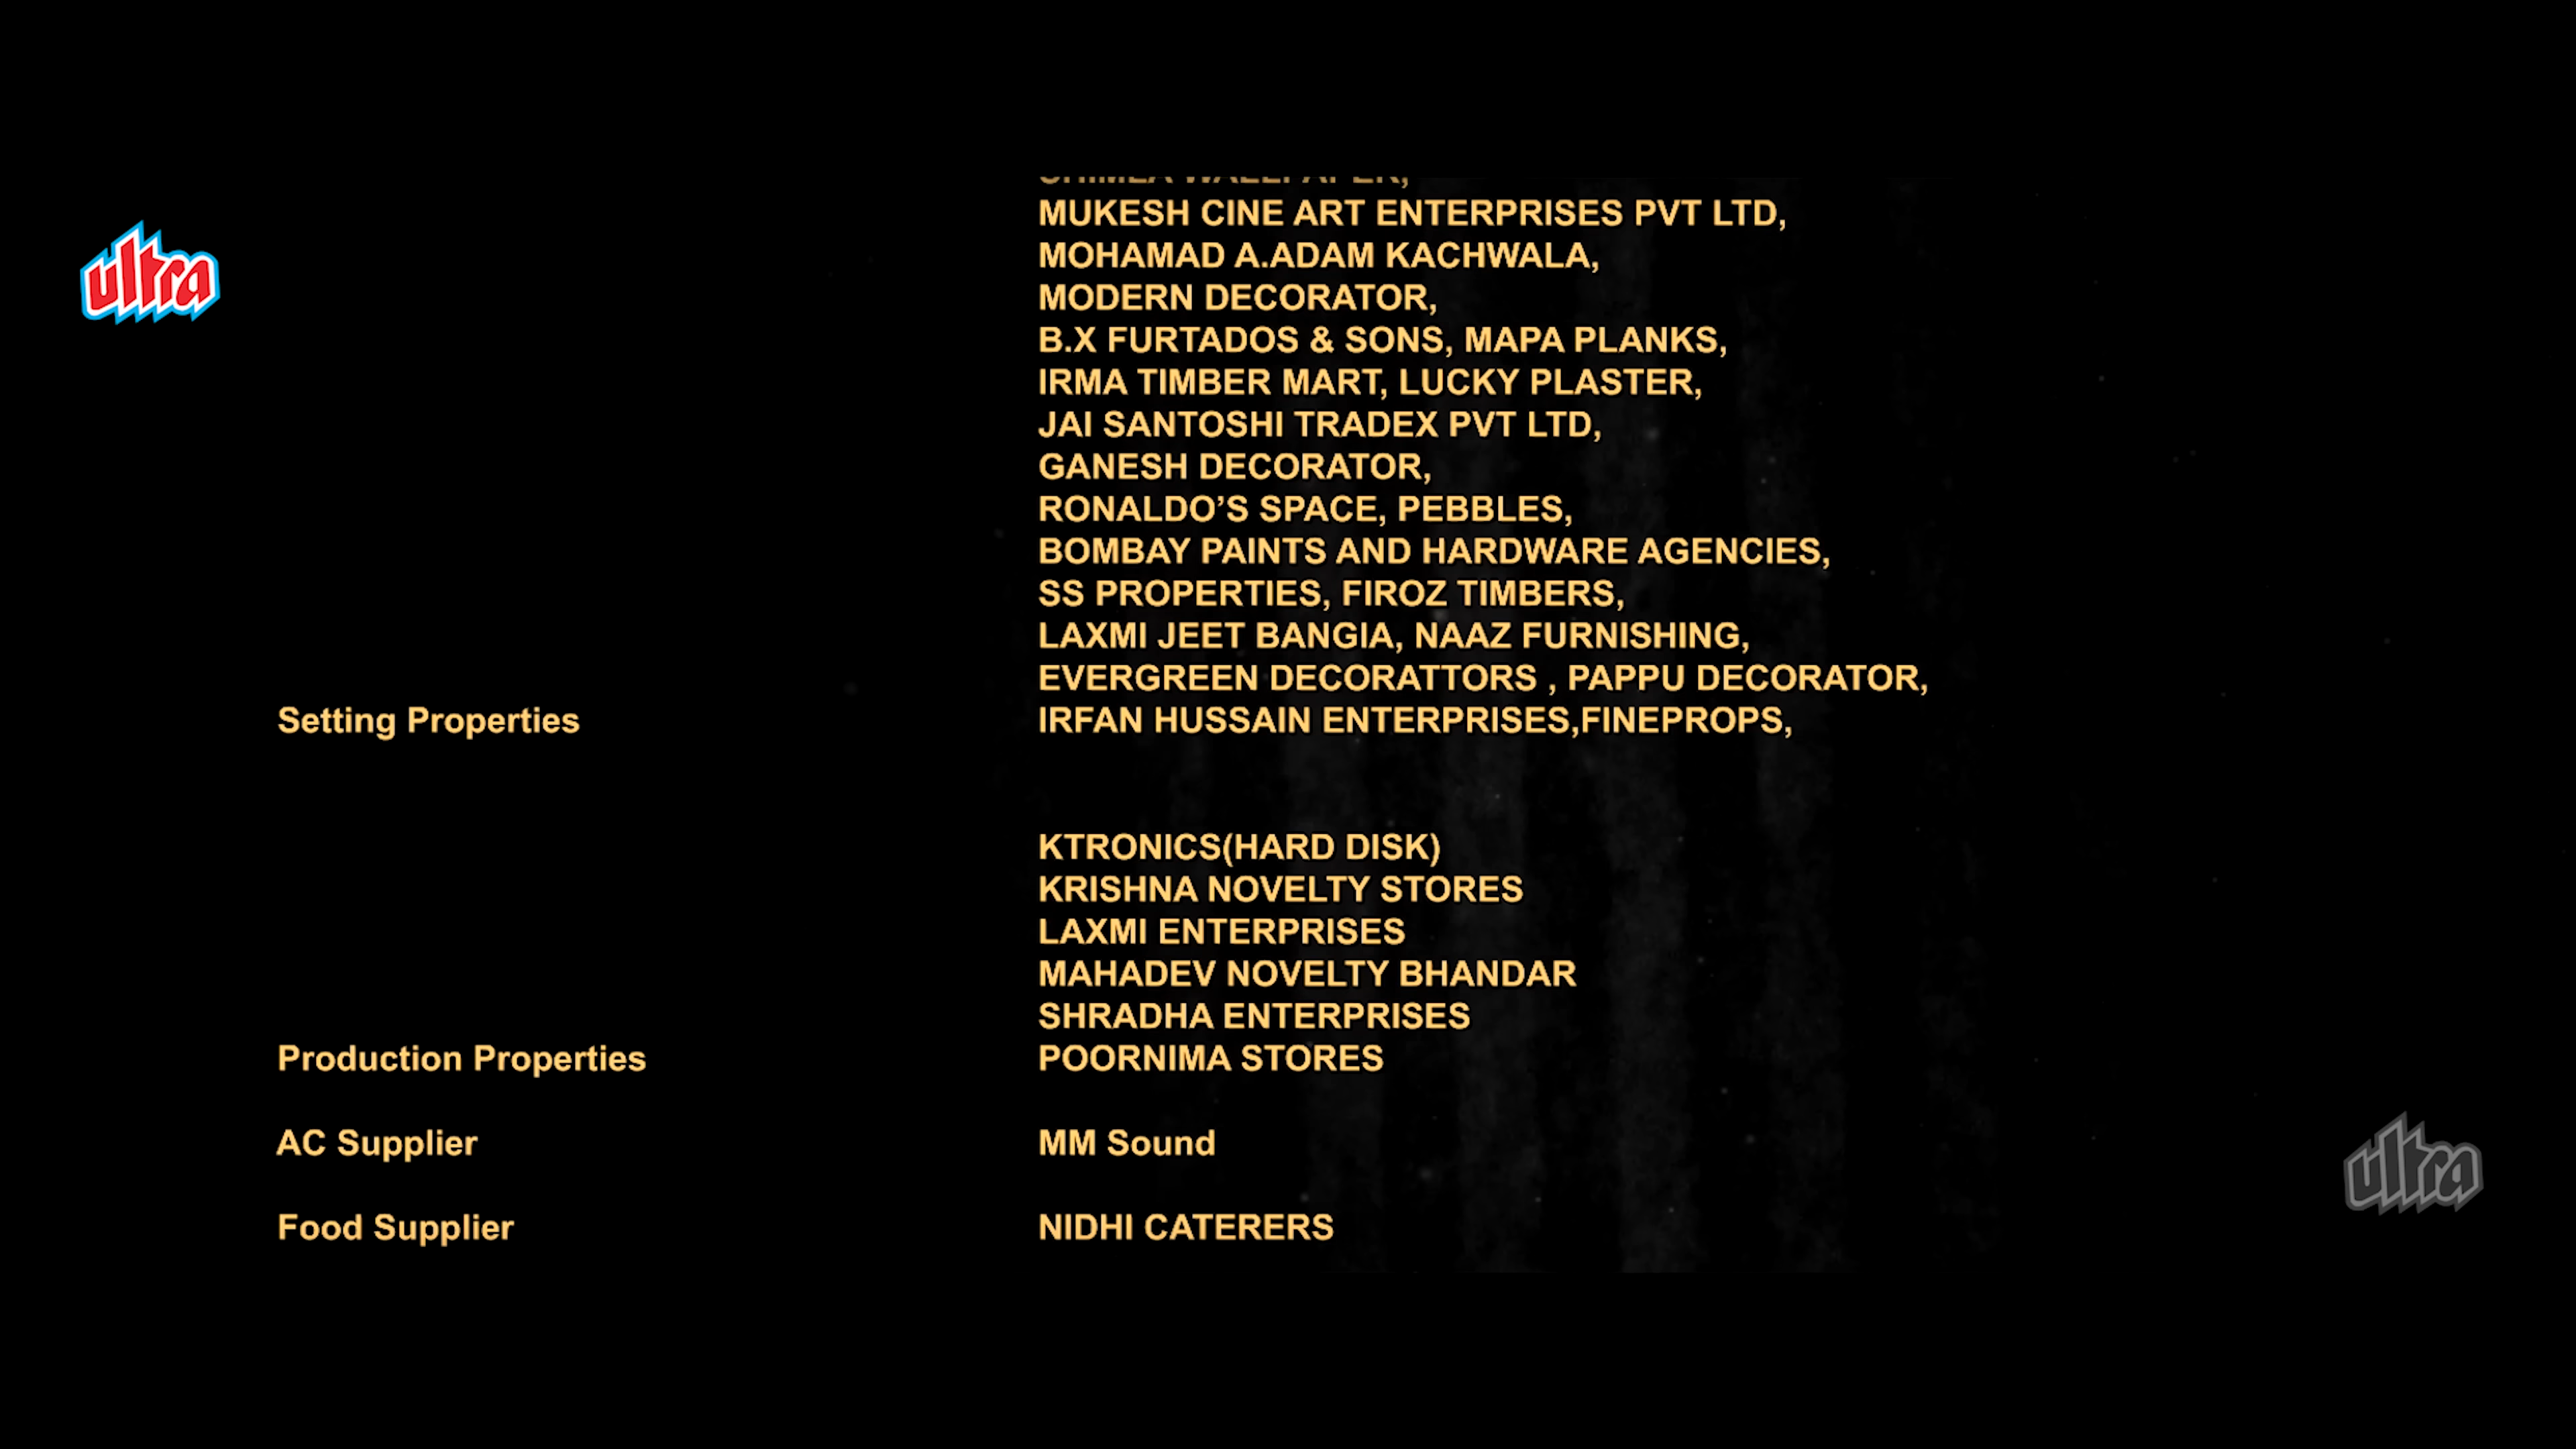 SHIMLA WALLPAPER,
MUKESH CINE ART ENTERPRISES PVT LTD,
MOHAMAD A.ADAM KACHWALA,
MODERN DECORATOR,
B.X FURTADOS & SONS, MAPA PLANKS,
IRMA TIMBER MART, LUCKY PLASTER,
JAI SANTOSHI TRADEX PVT LTD,
GANESH DECORATOR,
RONALDO’S SPACE, PEBBLES,
BOMBAY PAINTS AND HARDWARE AGENCIES,
SS PROPERTIES, FIROZ TIMBERS,
LAXMI JEET BANGIA, NAAZ FURNISHING,
EVERGREEN DECORATTORS , PAPPU DECORATOR,
Setting Properties IRFAN HUSSAIN ENTERPRISES,FINEPROPS,
KTRONICS(HARD DISK)
KRISHNA NOVELTY STORES
LAXMI ENTERPRISES
MAHADEV NOVELTY BHANDAR
SHRADHA ENTERPRISES
Production Properties POORNIMA STORES
AC Supplier MM Sound
Food Supplier NIDHI CATERERS
ultra
ultra